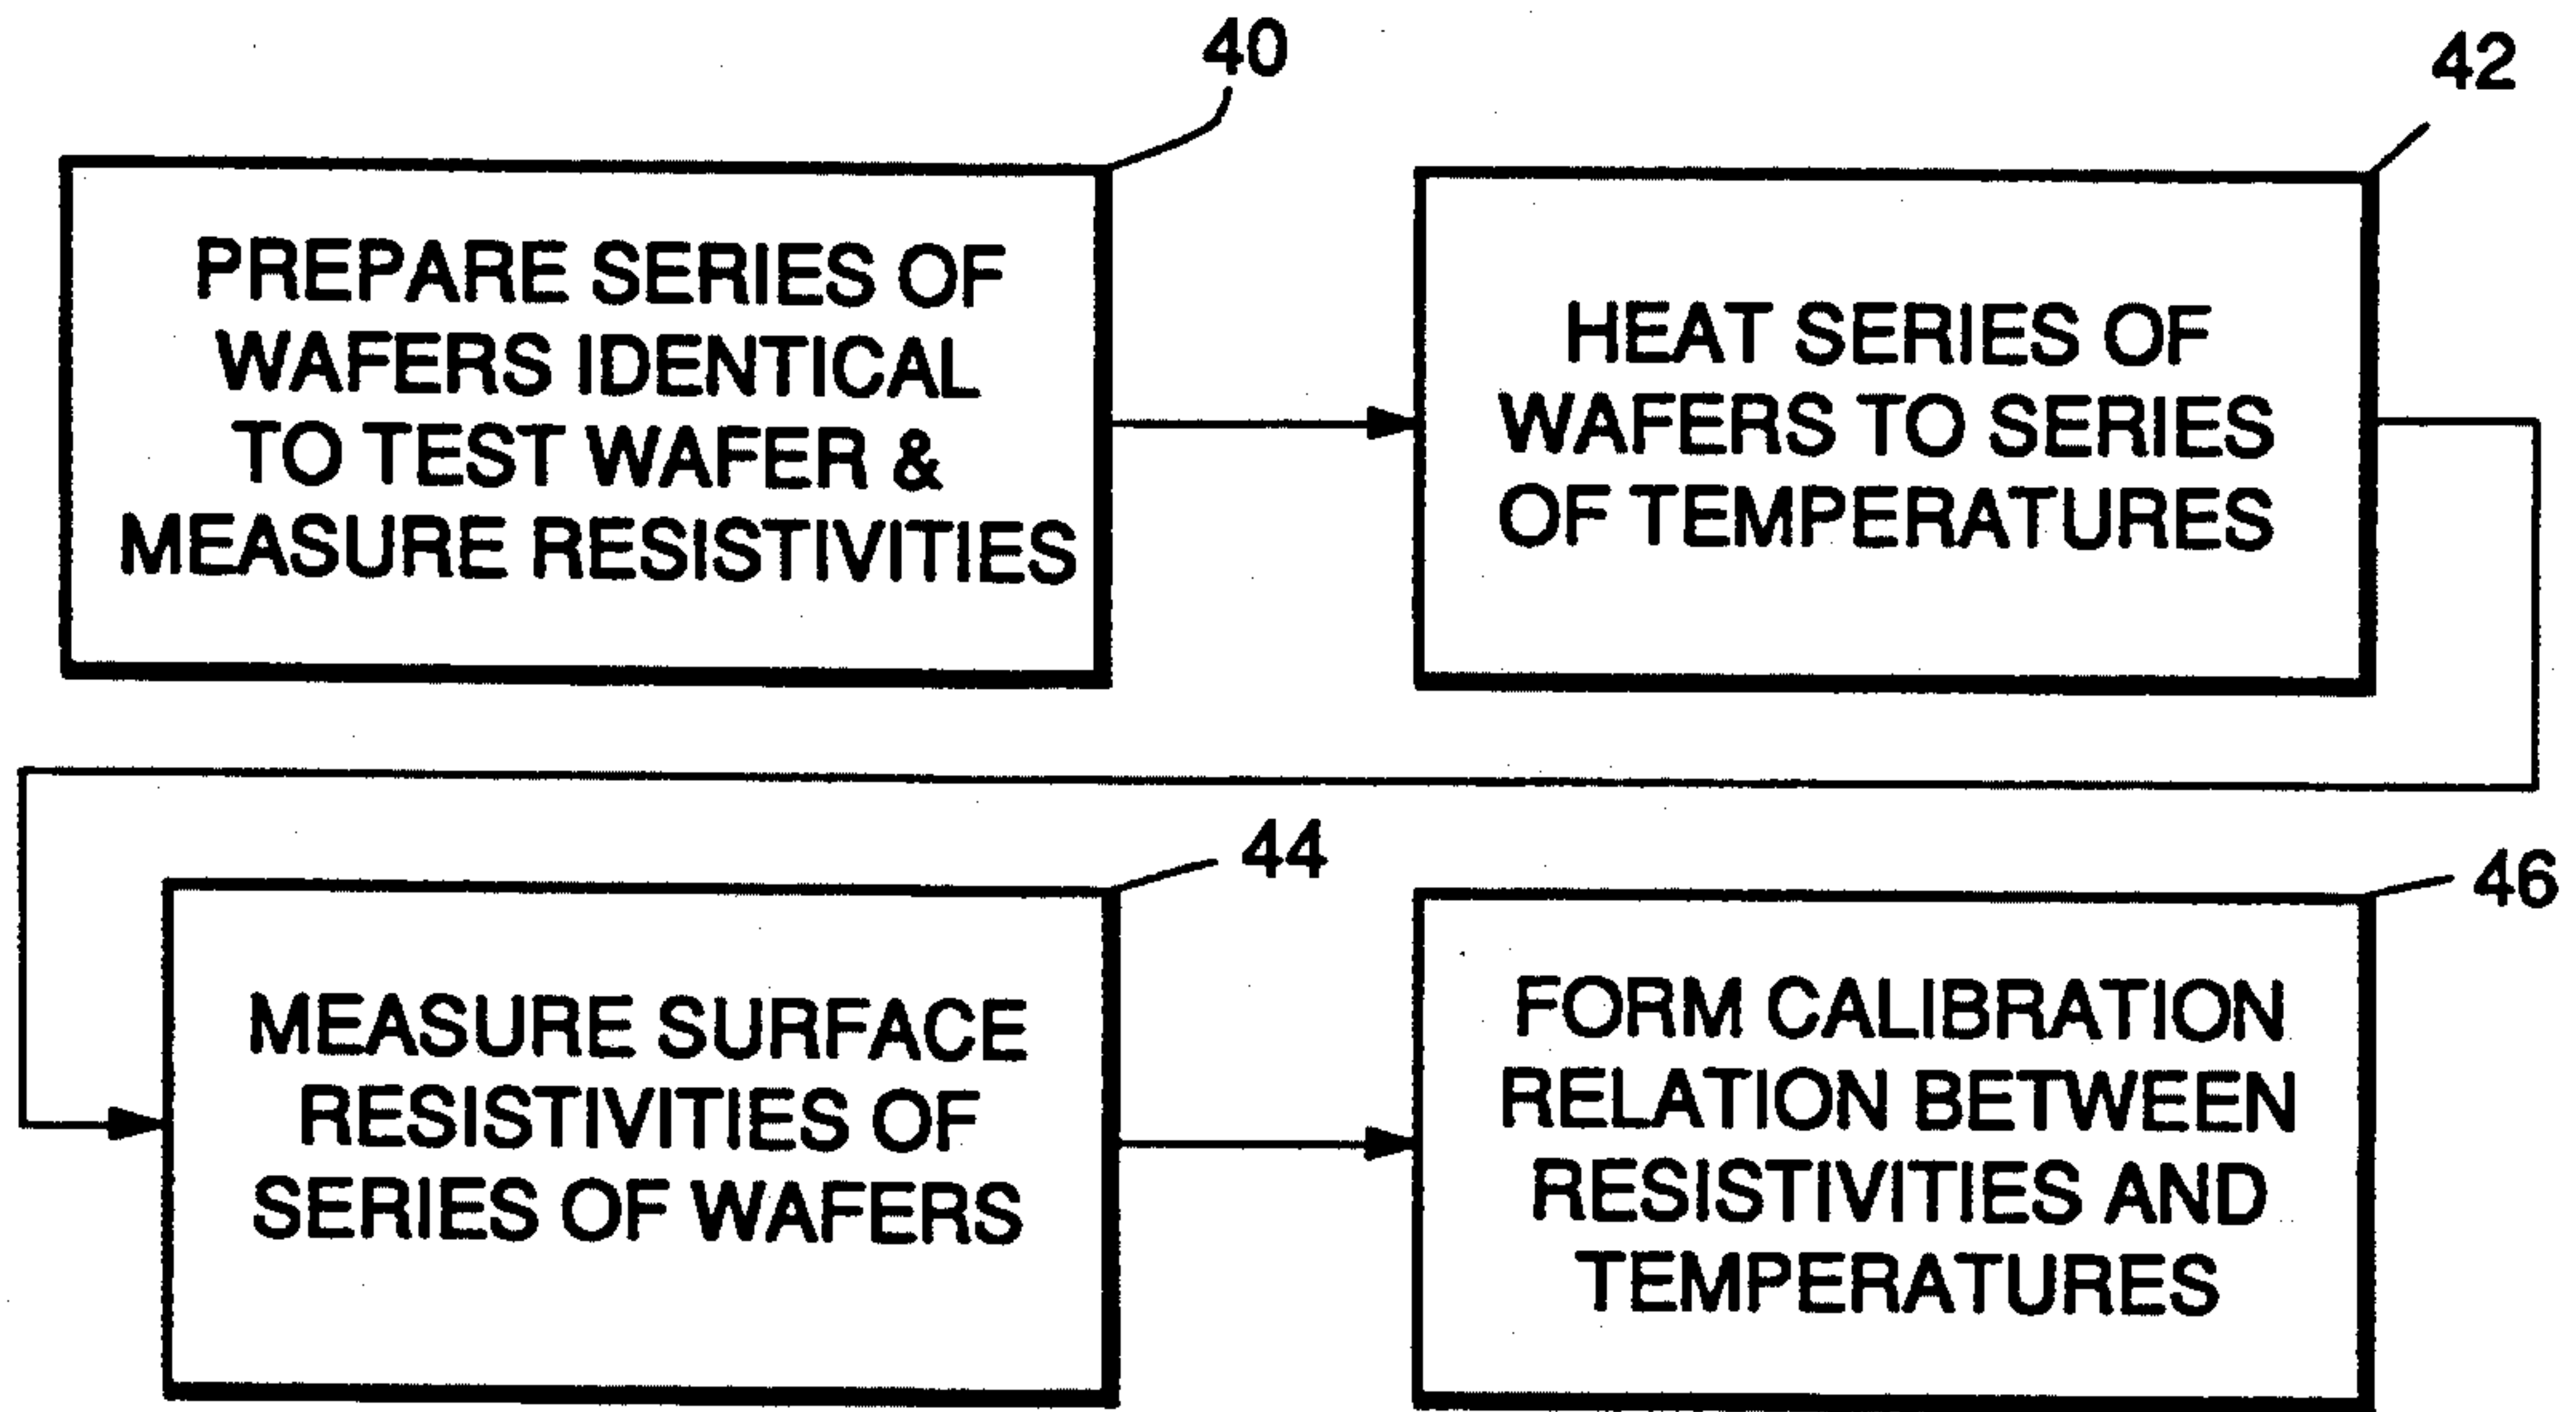 40
PREPARE SERIES OF
WAFERS IDENTICAL
TO TEST WAFER &
MEASURE RESISTIVITIES
42
HEAT SERIES OF
WAFERS TO SERIES
OF TEMPERATURES
44
MEASURE SURFACE
RESISTIVITIES OF
SERIES OF WAFERS
46
FORM CALIBRATION
RELATION BETWEEN
RESISTIVITIES AND
TEMPERATURES